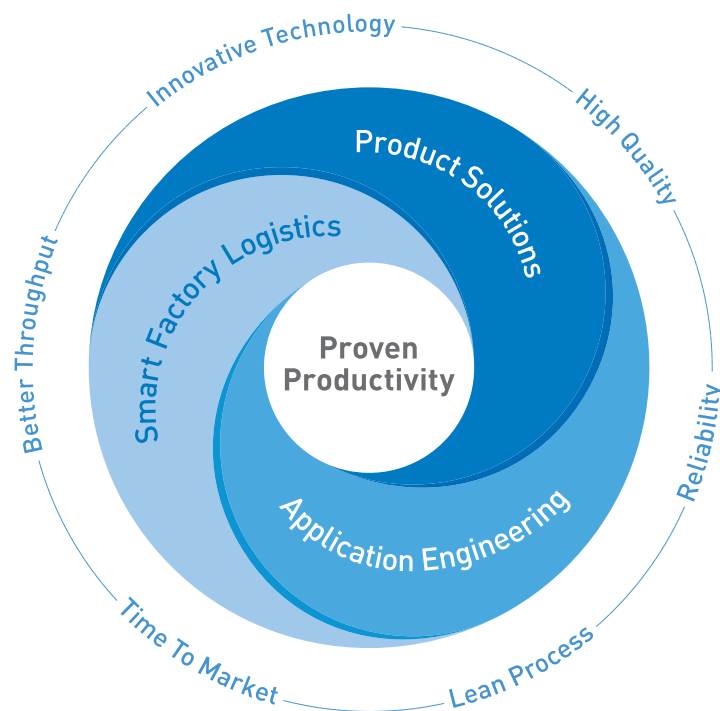 Innovative Technology
High Quality
Reliability
Lean Process
Time To Market
Better Throughput
Product Solutions
Application Engineering
Smart Factory Logistics
Proven
Productivity